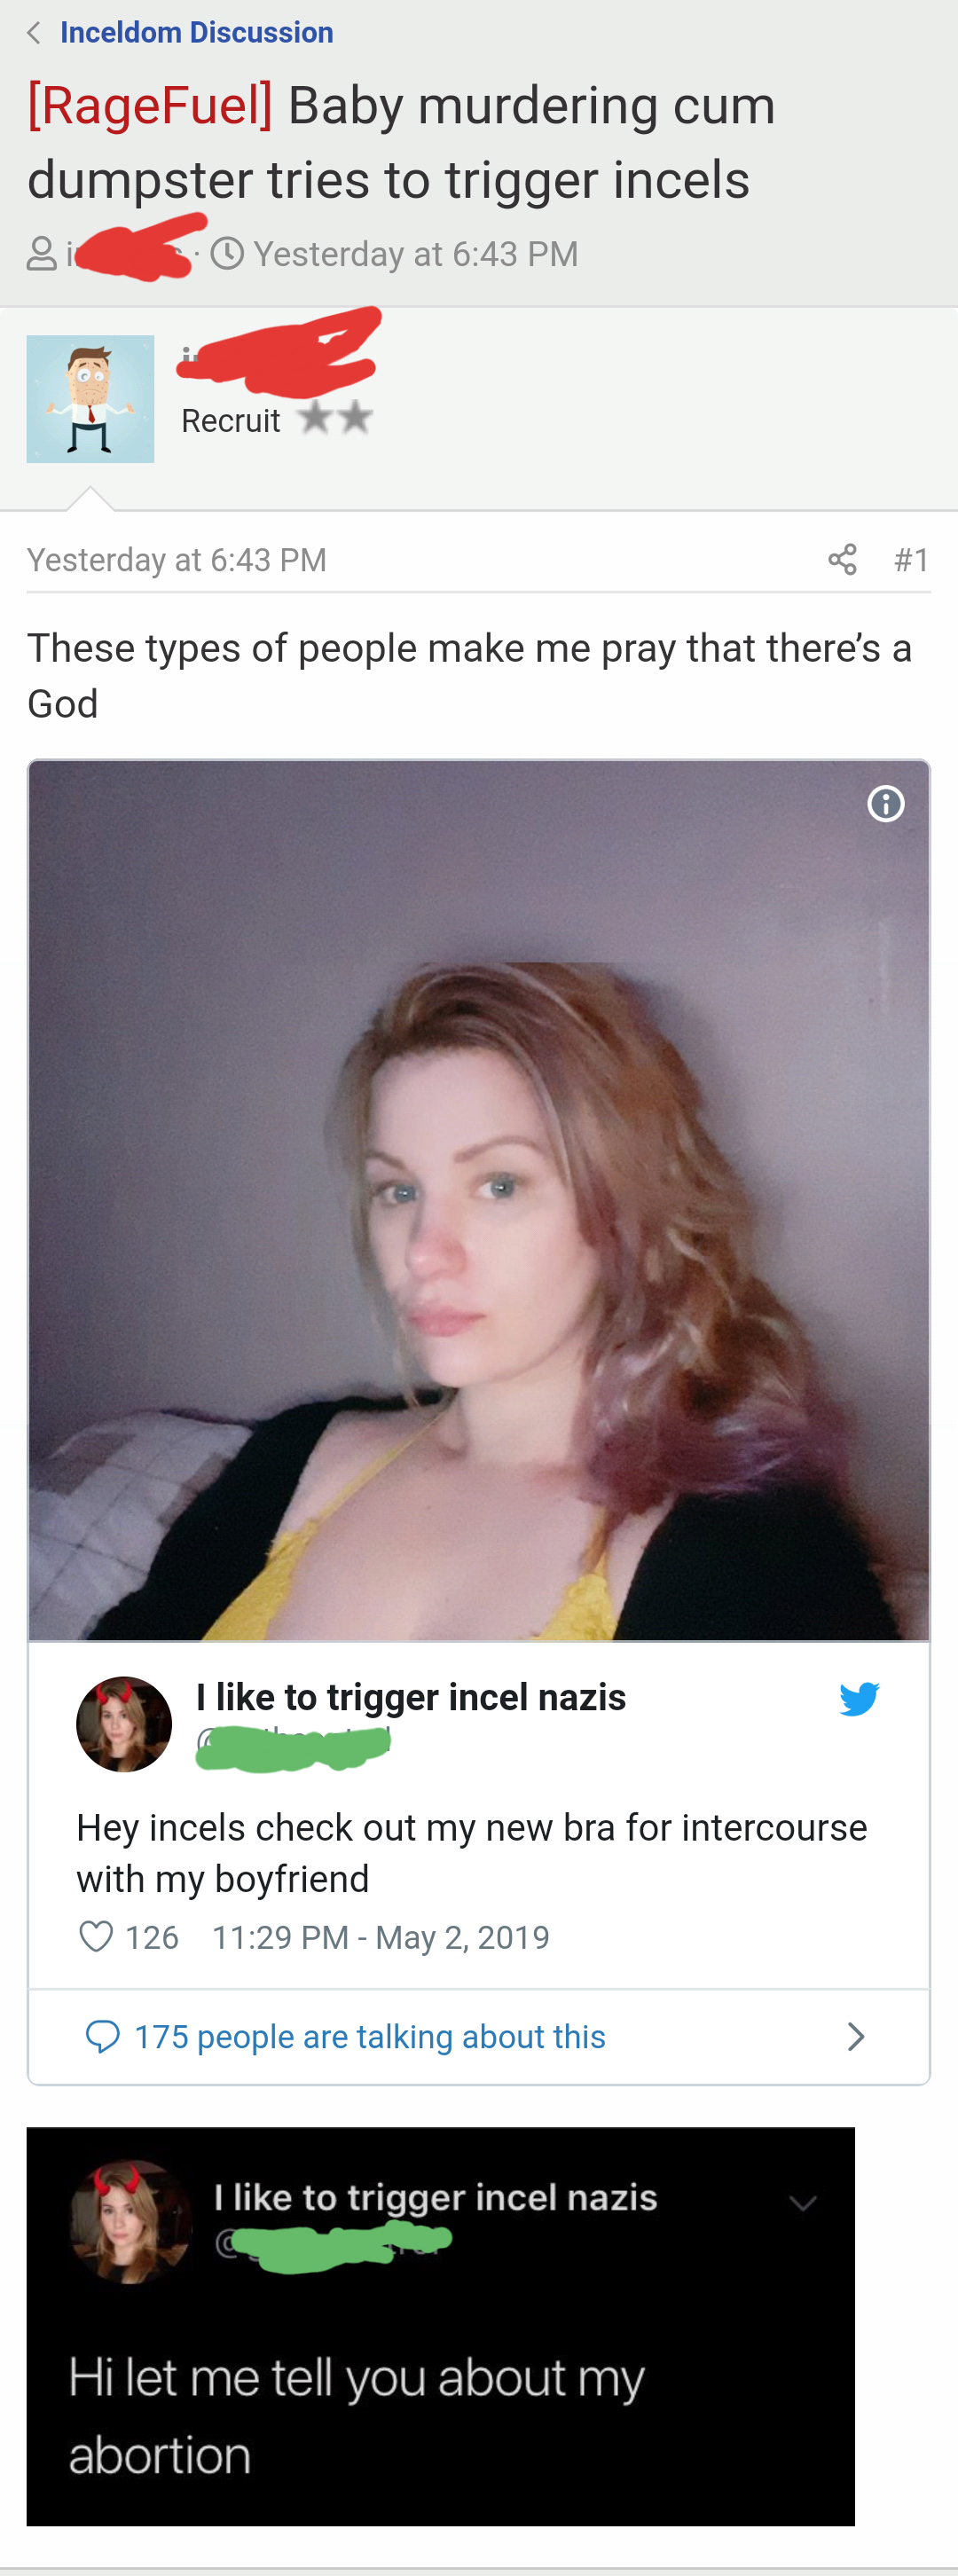 Inceldom Discussion
[RageFuel] Baby murdering cum
dumpster tries to trigger incels
· Yesterday at 6:43 PM
Recruit
Yesterday at 6:43 PM #1
These types of people make me pray that there's a
God
I like to trigger incel nazis
Hey incels check out my new bra for intercourse
with my boyfriend
126 11:29 PM - May 2, 2019
175 people are talking about this
I like to trigger incel nazis
@
Hi let me tell you about my
abortion